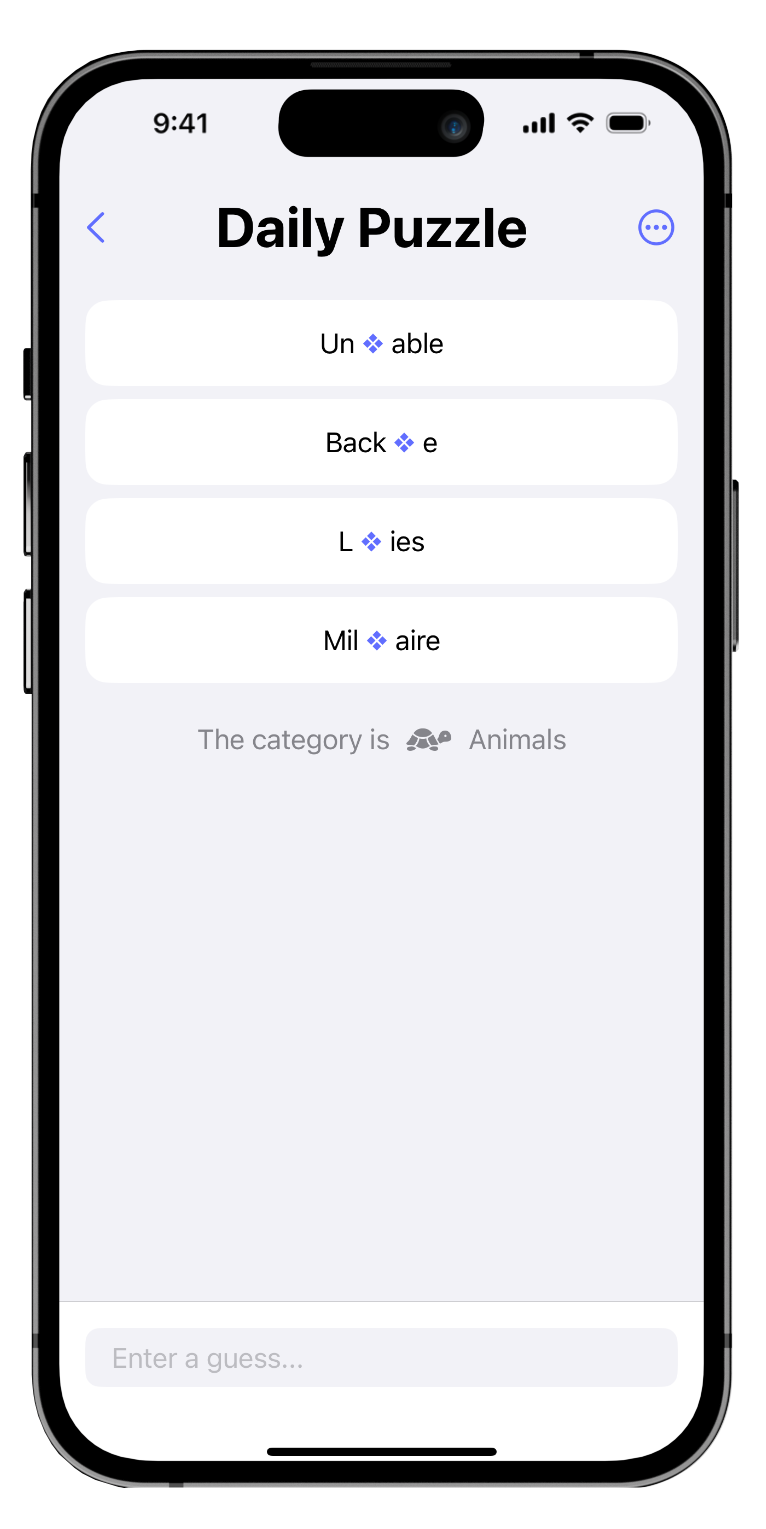 9:41
Daily Puzzle
Un ❖ able
Back ❖ e
L ❖ ies
Mil ❖ aire
The category is Animals
Enter a guess...